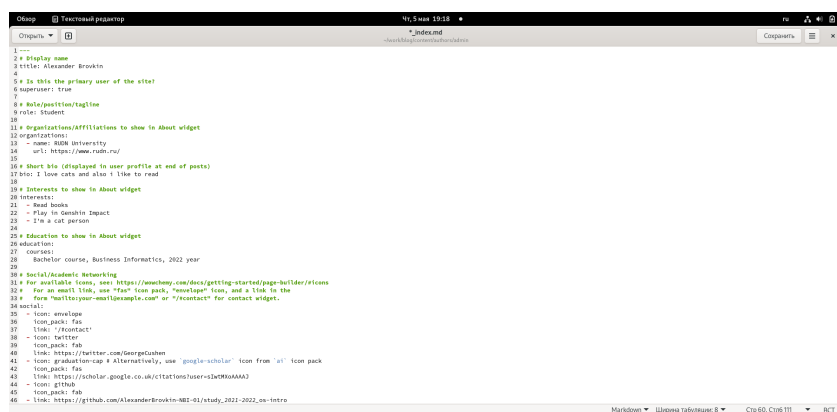 Обзор Текстовый редактор Чт, 5 мая 19:18 ru
Открыть *_index.md Сохранить
~/work/blog/content/authors/admin
1 ---
2 # Display name
3 title: Alexander Brovkin
4
5 # Is this the primary user of the site?
6 superuser: true
7
8 # Role/position/tagline
9 role: Student
10
11 # Organizations/Affiliations to show in About widget
12 organizations:
13   - name: RUDN University
14     url: https://www.rudn.ru/
15
16 # Short bio (displayed in user profile at end of posts)
17 bio: I love cats and also i like to read
18
19 # Interests to show in About widget
20 interests:
21   - Read books
22   - Play in Genshin Impact
23   - I'm a cat person
24
25 # Education to show in About widget
26 education:
27   courses:
28     Bachelor course, Business Informatics, 2022 year
29
30 # Social/Academic Networking
31 # For available icons, see: https://wowchemy.com/docs/getting-started/page-builder/#icons
32 #   For an email link, use "fas" icon pack, "envelope" icon, and a link in the
33 #   form "mailto:your-email@example.com" or "/#contact" for contact widget.
34 social:
35   - icon: envelope
36     icon_pack: fas
37     link: '/#contact'
38   - icon: twitter
39     icon_pack: fab
40     link: https://twitter.com/GeorgeCushen
41   - icon: graduation-cap # Alternatively, use `google-scholar` icon from `ai` icon pack
42     icon_pack: fas
43     link: https://scholar.google.co.uk/citations?user=sIwtMXoAAAAJ
44   - icon: github
45     icon_pack: fab
46   - link: https://github.com/AlexanderBrovkin-NBI-01/study_2021-2022_os-intro
Markdown Ширина табуляции: 8 Стр 60, Стлб 111 ВСТ